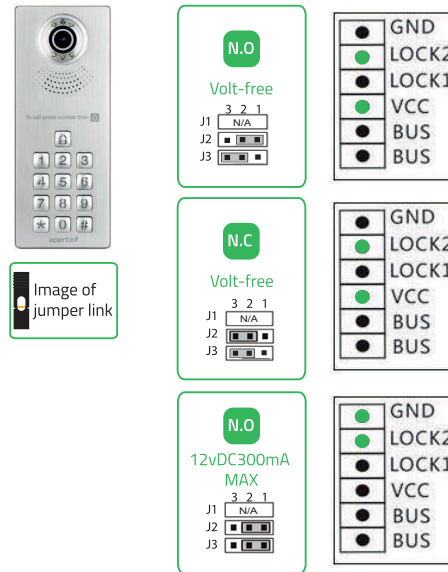 To call press number then
1 2 3
4 5 6
7 8 9
* 0 #
aperta
Image of
jumper link
N.O
Volt-free
3 2 1
J1 N/A
J2
J3
GND
LOCK2
LOCK1
VCC
BUS
BUS
N.C
Volt-free
3 2 1
J1 N/A
J2
J3
GND
LOCK2
LOCK1
VCC
BUS
BUS
N.O
12vDC300mA
MAX
3 2 1
J1 N/A
J2
J3
GND
LOCK2
LOCK1
VCC
BUS
BUS